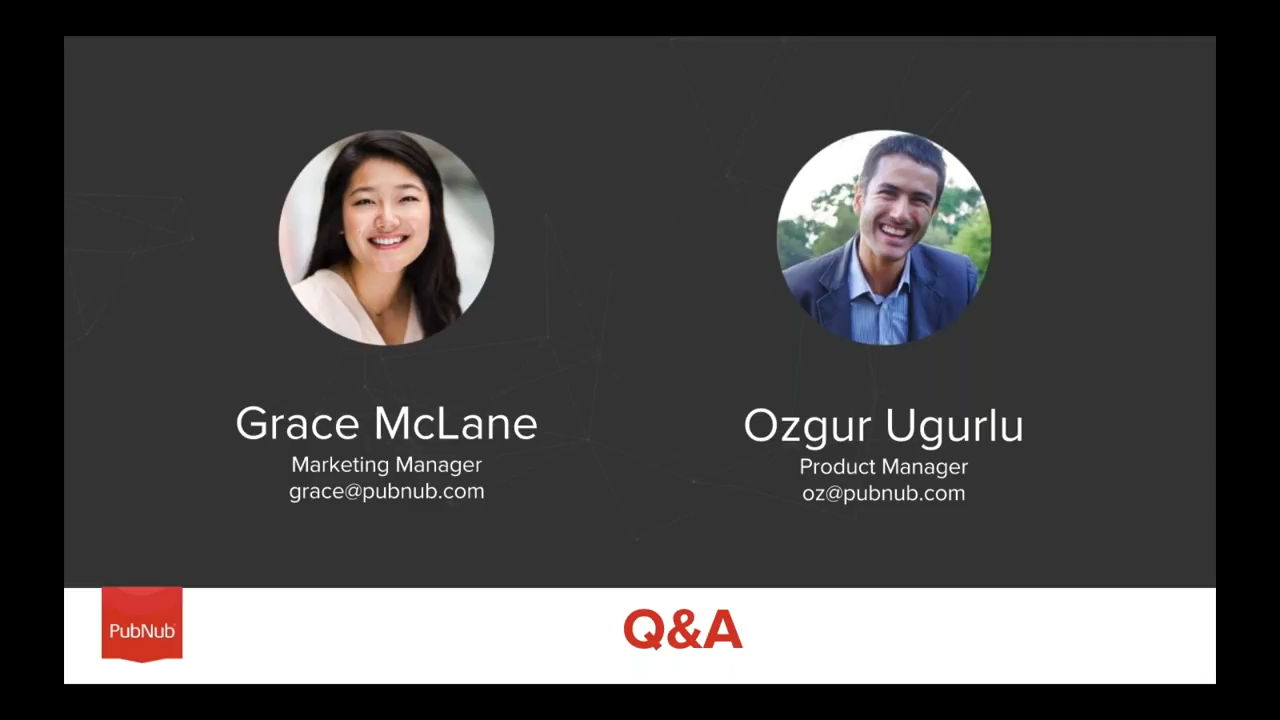 Grace McLane
Marketing Manager
grace@pubnub.com
Ozgur Ugurlu
Product Manager
oz@pubnub.com
PubNub
Q&A